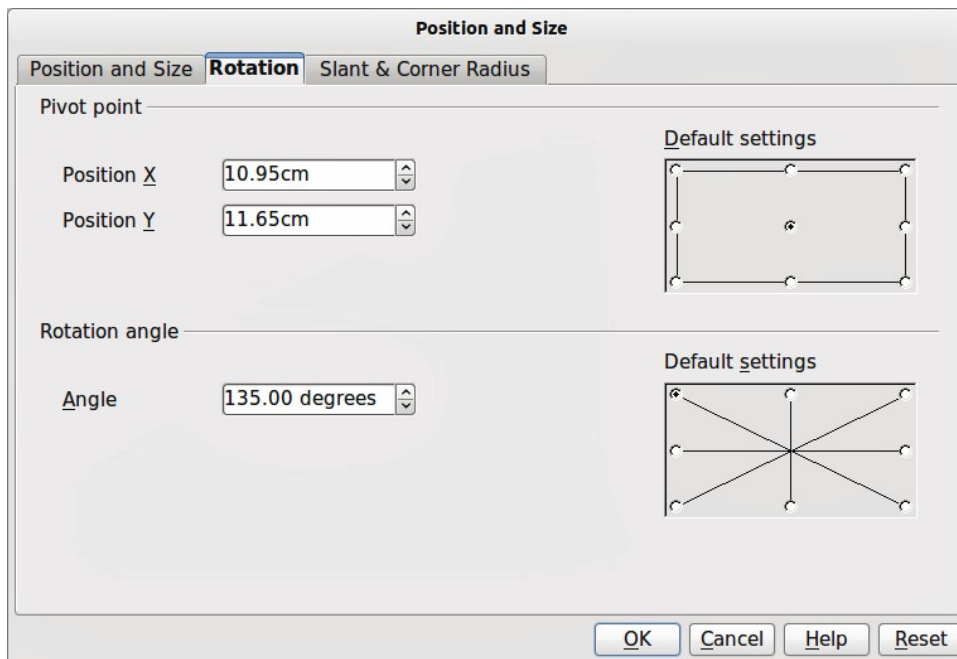 Position and Size
Position and Size Rotation Slant & Corner Radius
Pivot point
Default settings
Position X 10.95cm
Position Y 11.65cm
Rotation angle
Default settings
Angle 135.00 degrees
OK Cancel Help Reset